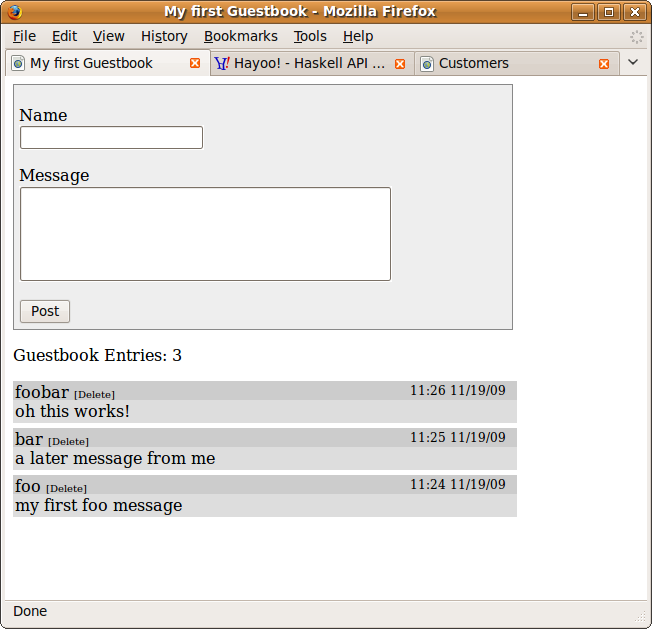 My first Guestbook - Mozilla Firefox
File Edit View History Bookmarks Tools Help
My first Guestbook Hayoo! - Haskell API ... Customers
Name
Message
Post
Guestbook Entries: 3
foobar [Delete] 11:26 11/19/09
oh this works!
bar [Delete] 11:25 11/19/09
a later message from me
foo [Delete] 11:24 11/19/09
my first foo message
Done